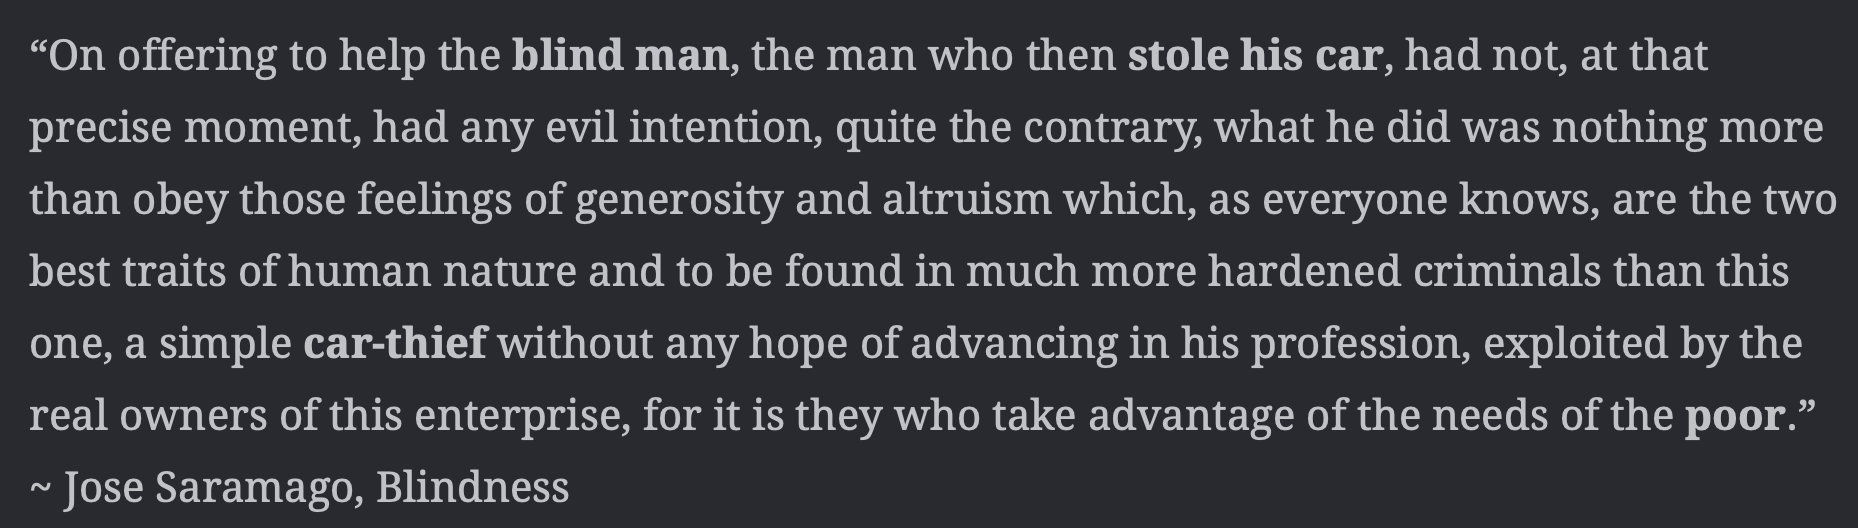 “On offering to help the blind man, the man who then stole his car, had not, at that
precise moment, had any evil intention, quite the contrary, what he did was nothing more
than obey those feelings of generosity and altruism which, as everyone knows, are the two
best traits of human nature and to be found in much more hardened criminals than this
one, a simple car-thief without any hope of advancing in his profession, exploited by the
real owners of this enterprise, for it is they who take advantage of the needs of the poor.”
~ Jose Saramago, Blindness